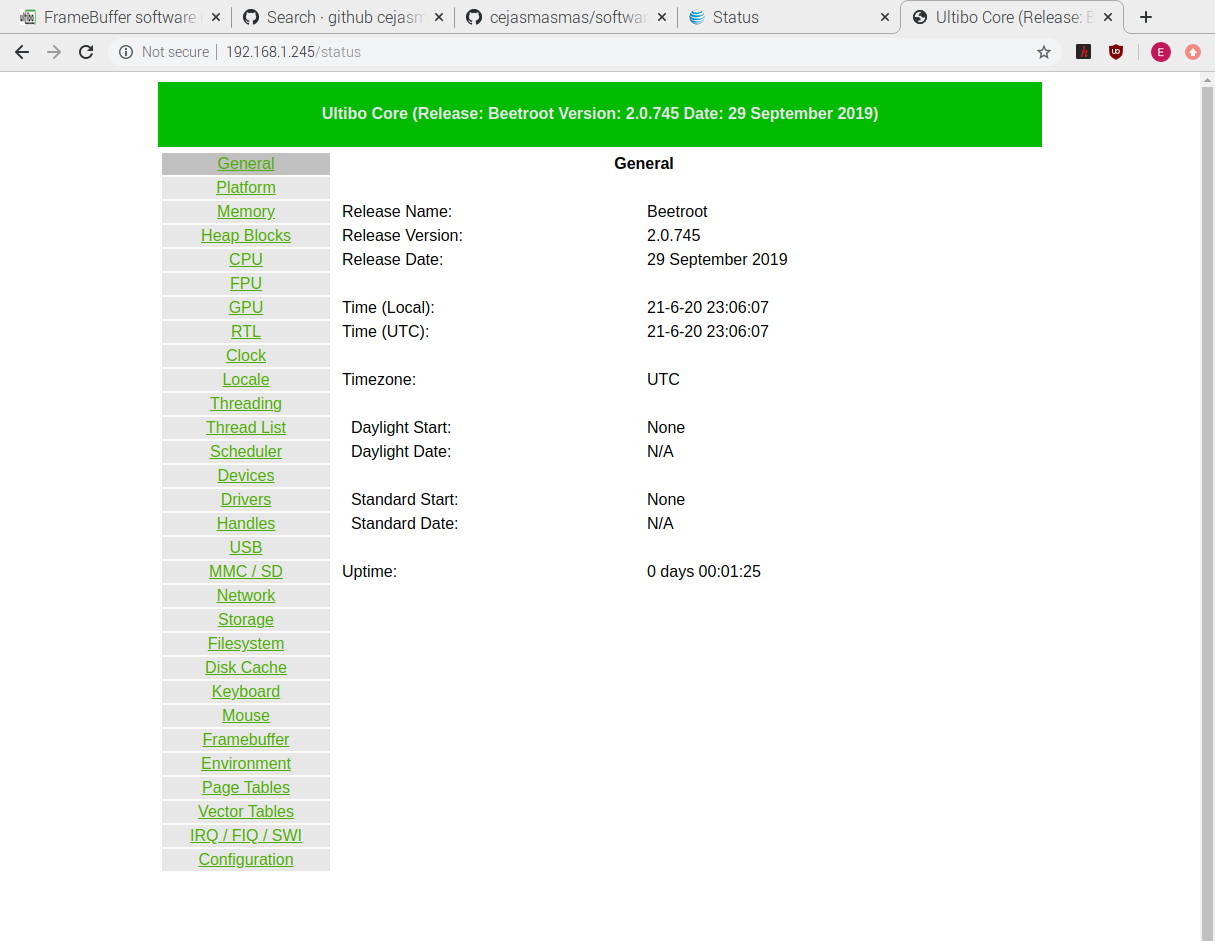 FrameBuffer software
Search · github cejasm
cejasmasmas/softwar
Status
Ultibo Core (Release: B
Not secure
192.168.1.245/status
h
UD
E
Ultibo Core (Release: Beetroot Version: 2.0.745 Date: 29 September 2019)
General
Platform
Memory
Heap Blocks
CPU
FPU
GPU
RTL
Clock
Locale
Threading
Thread List
Scheduler
Devices
Drivers
Handles
USB
MMC / SD
Network
Storage
Filesystem
Disk Cache
Keyboard
Mouse
Framebuffer
Environment
Page Tables
Vector Tables
IRQ / FIQ / SWI
Configuration
General
Release Name: Beetroot
Release Version: 2.0.745
Release Date: 29 September 2019
Time (Local): 21-6-20 23:06:07
Time (UTC): 21-6-20 23:06:07
Timezone: UTC
Daylight Start: None
Daylight Date: N/A
Standard Start: None
Standard Date: N/A
Uptime: 0 days 00:01:25